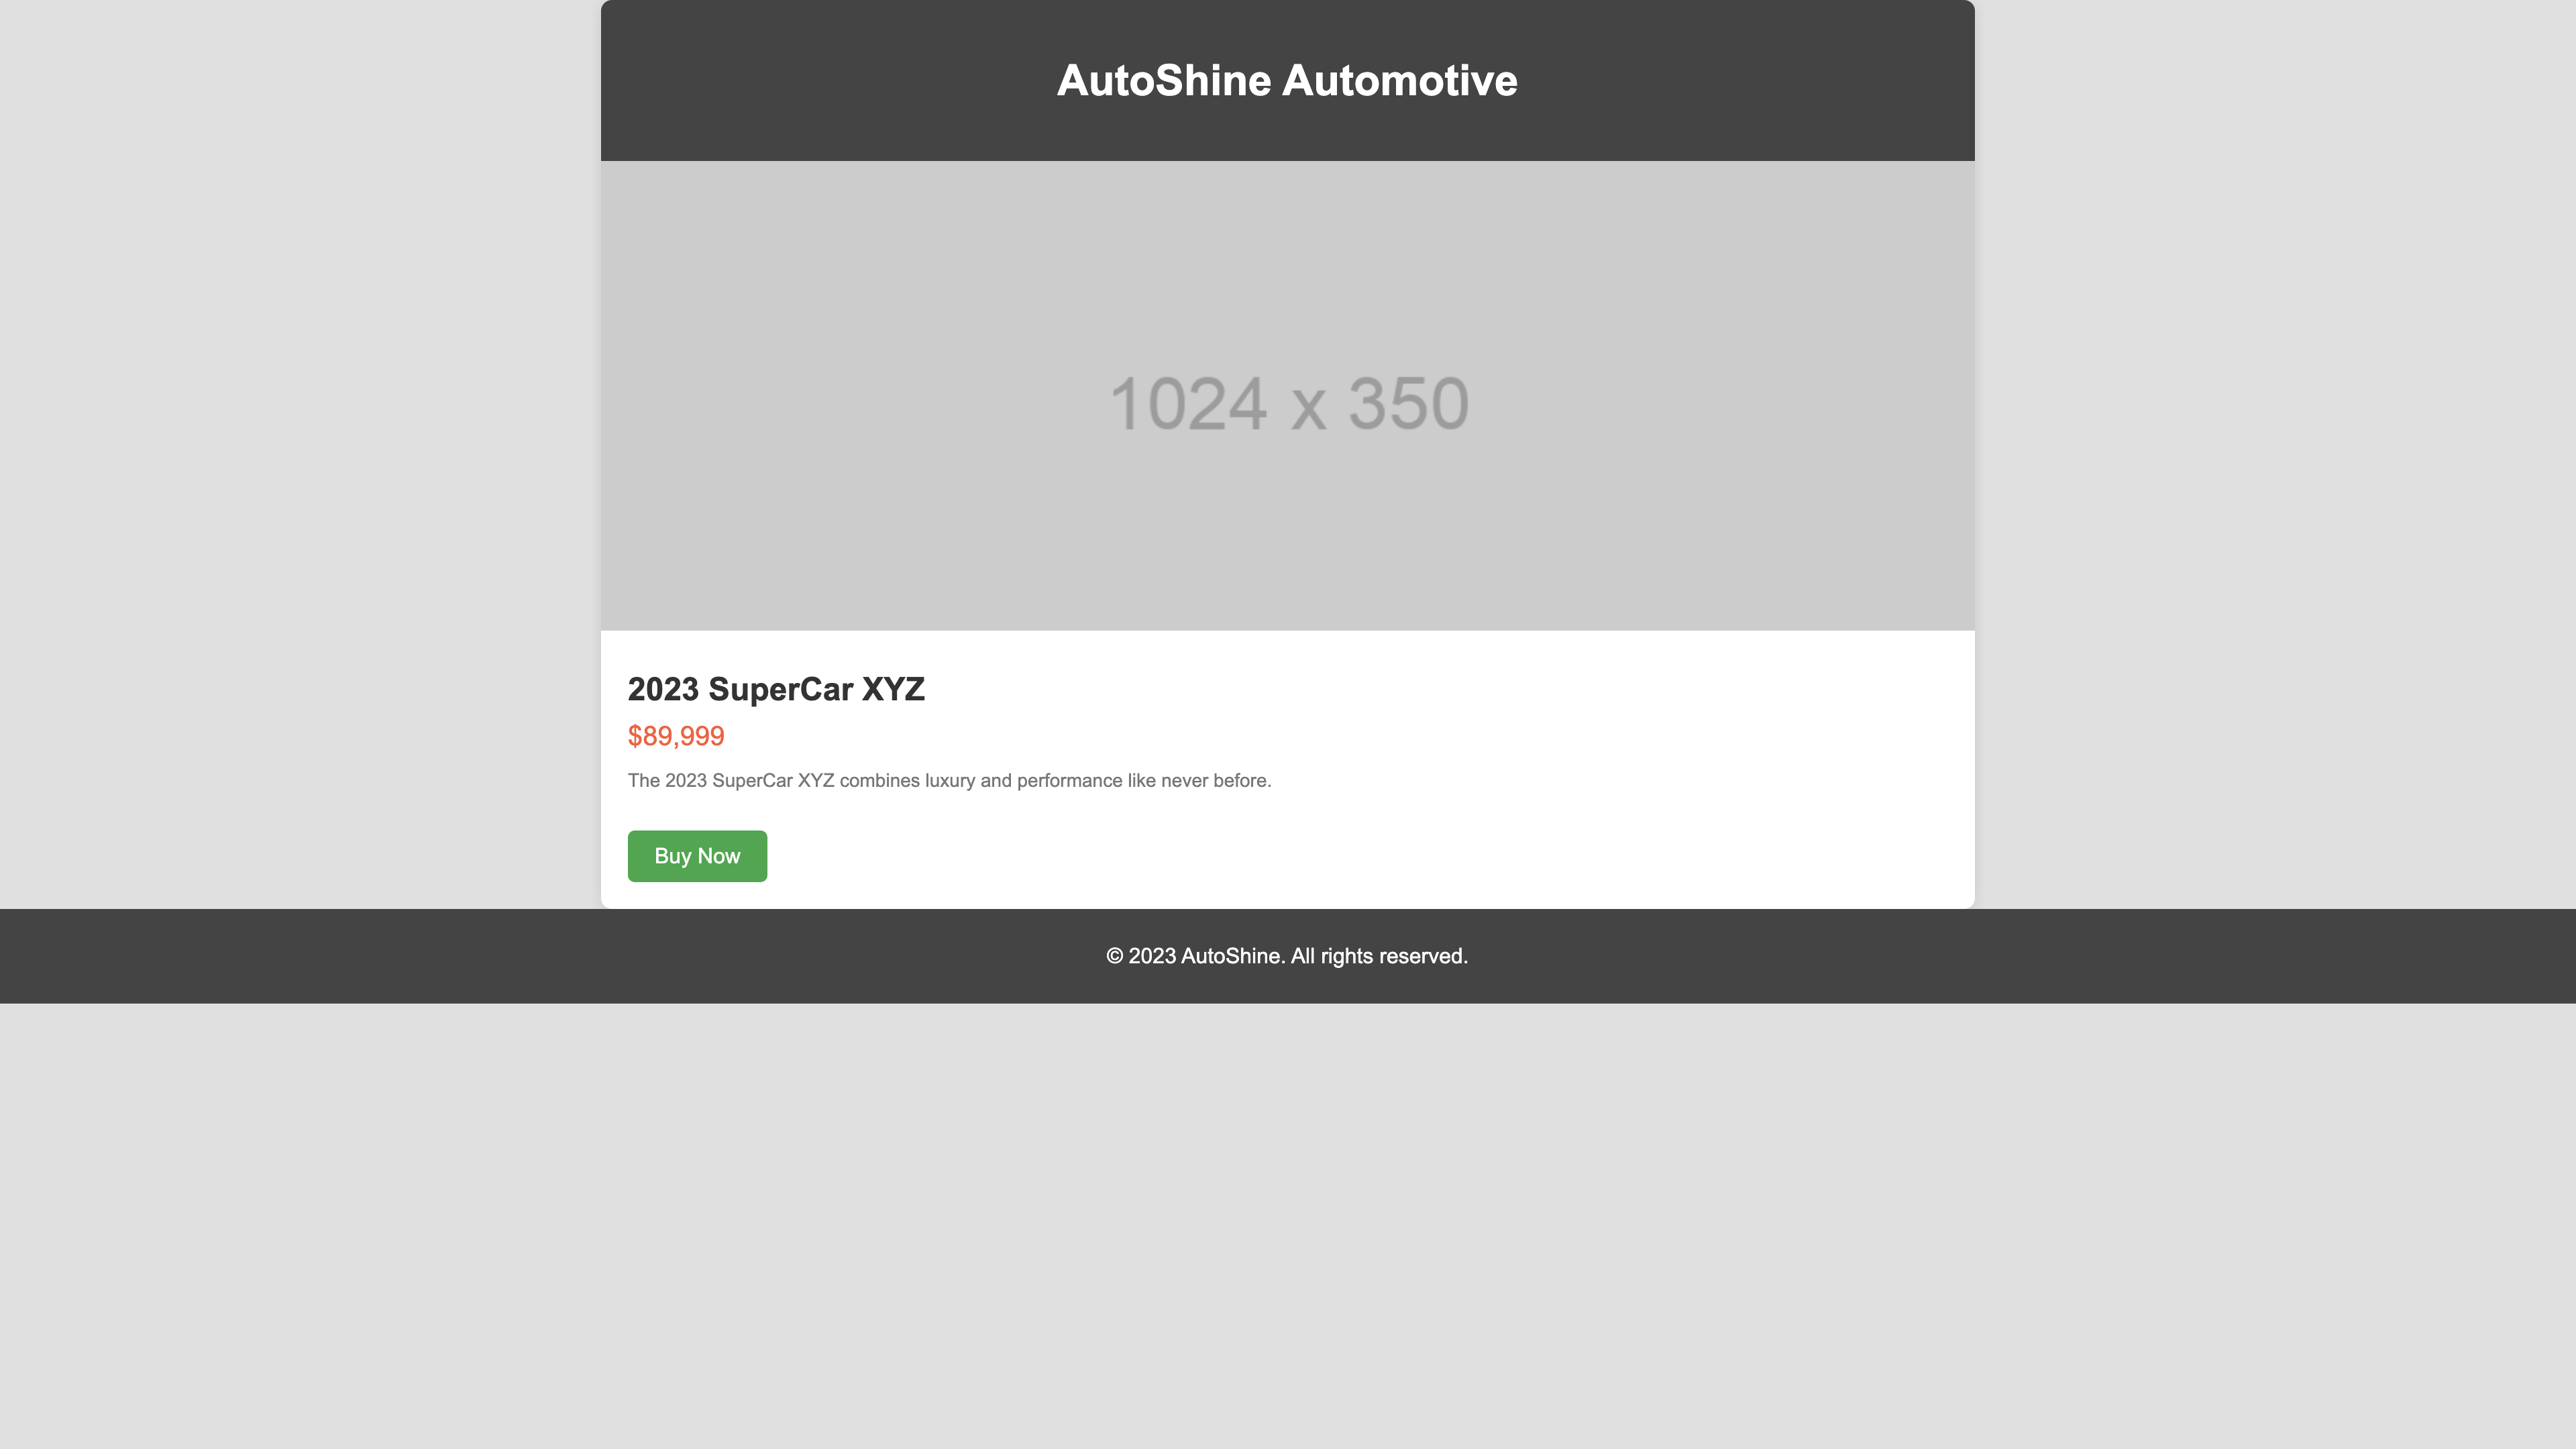 AutoShine Automotive
1024 x 350
2023 SuperCar XYZ
$89,999
The 2023 SuperCar XYZ combines luxury and performance like never before.
Buy Now
© 2023 AutoShine. All rights reserved.